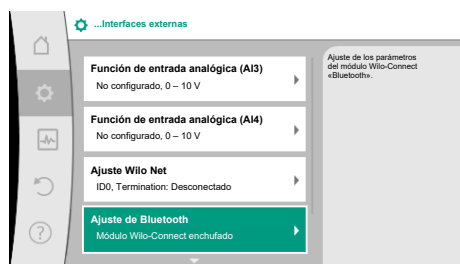 ...Interfaces externas
Función de entrada analógica (AI3)
No configurado, 0 – 10 V
Función de entrada analógica (AI4)
No configurado, 0 – 10 V
Ajuste Wilo Net
ID0, Termination: Desconectado
Ajuste de Bluetooth
Módulo Wilo-Connect enchufado
Ajuste de los parámetros
del módulo Wilo-Connect
«Bluetooth».
?